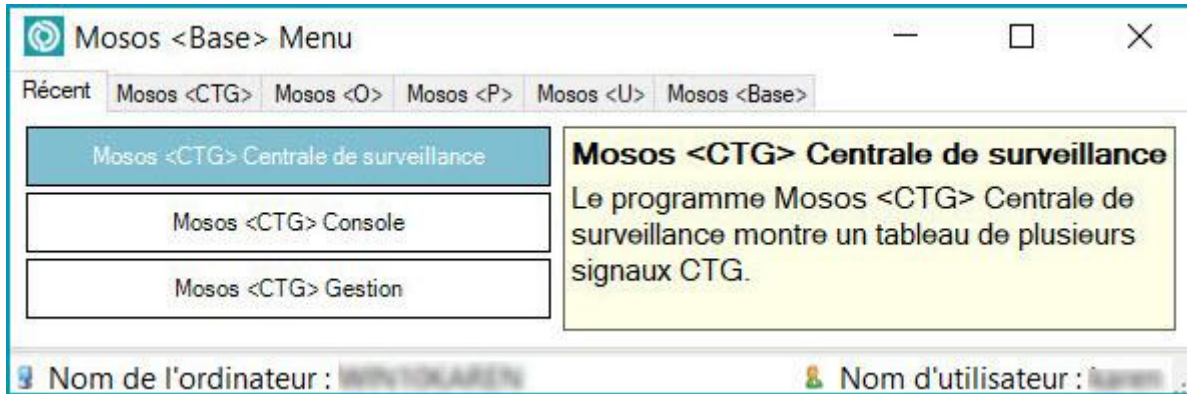 Mosos <Base> Menu
Récent Mosos <CTG> Mosos <O> Mosos <P> Mosos <U> Mosos <Base>
Mosos <CTG> Centrale de surveillance
Mosos <CTG> Console
Mosos <CTG> Gestion
Mosos <CTG> Centrale de surveillance
Le programme Mosos <CTG> Centrale de
surveillance montre un tableau de plusieurs
signaux CTG.
Nom de l'ordinateur :
Nom d'utilisateur :